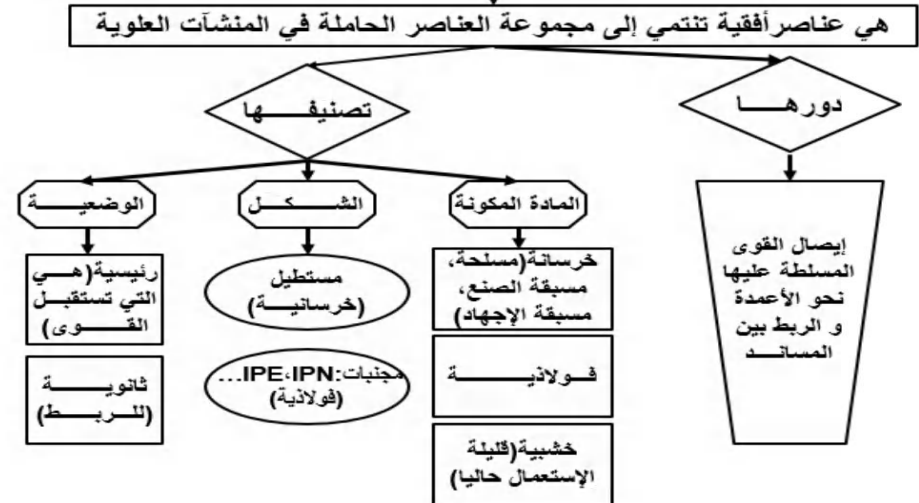 هي عناصر أفقية تنتمي إلى مجموعة العناصر الحاملة في المنشآت العلوية
دورها
تصنيفها
إيصال القوى
المسلطة عليها
نحو الأعمدة
و الربط بين
المساند
المادة المكونة
الشكل
الوضعية
خرسانة(مسلحة،
مسبقة الصنع،
مسبقة الإجهاد)
فولاذية
خشبية(قليلة
الإستعمال حاليا)
مستطيل
(خرسانية)
مجنبات:IPE،IPN...
(فولاذية)
رئيسية(هي
التي تستقبل
القوى)
ثانوية
(للربط)